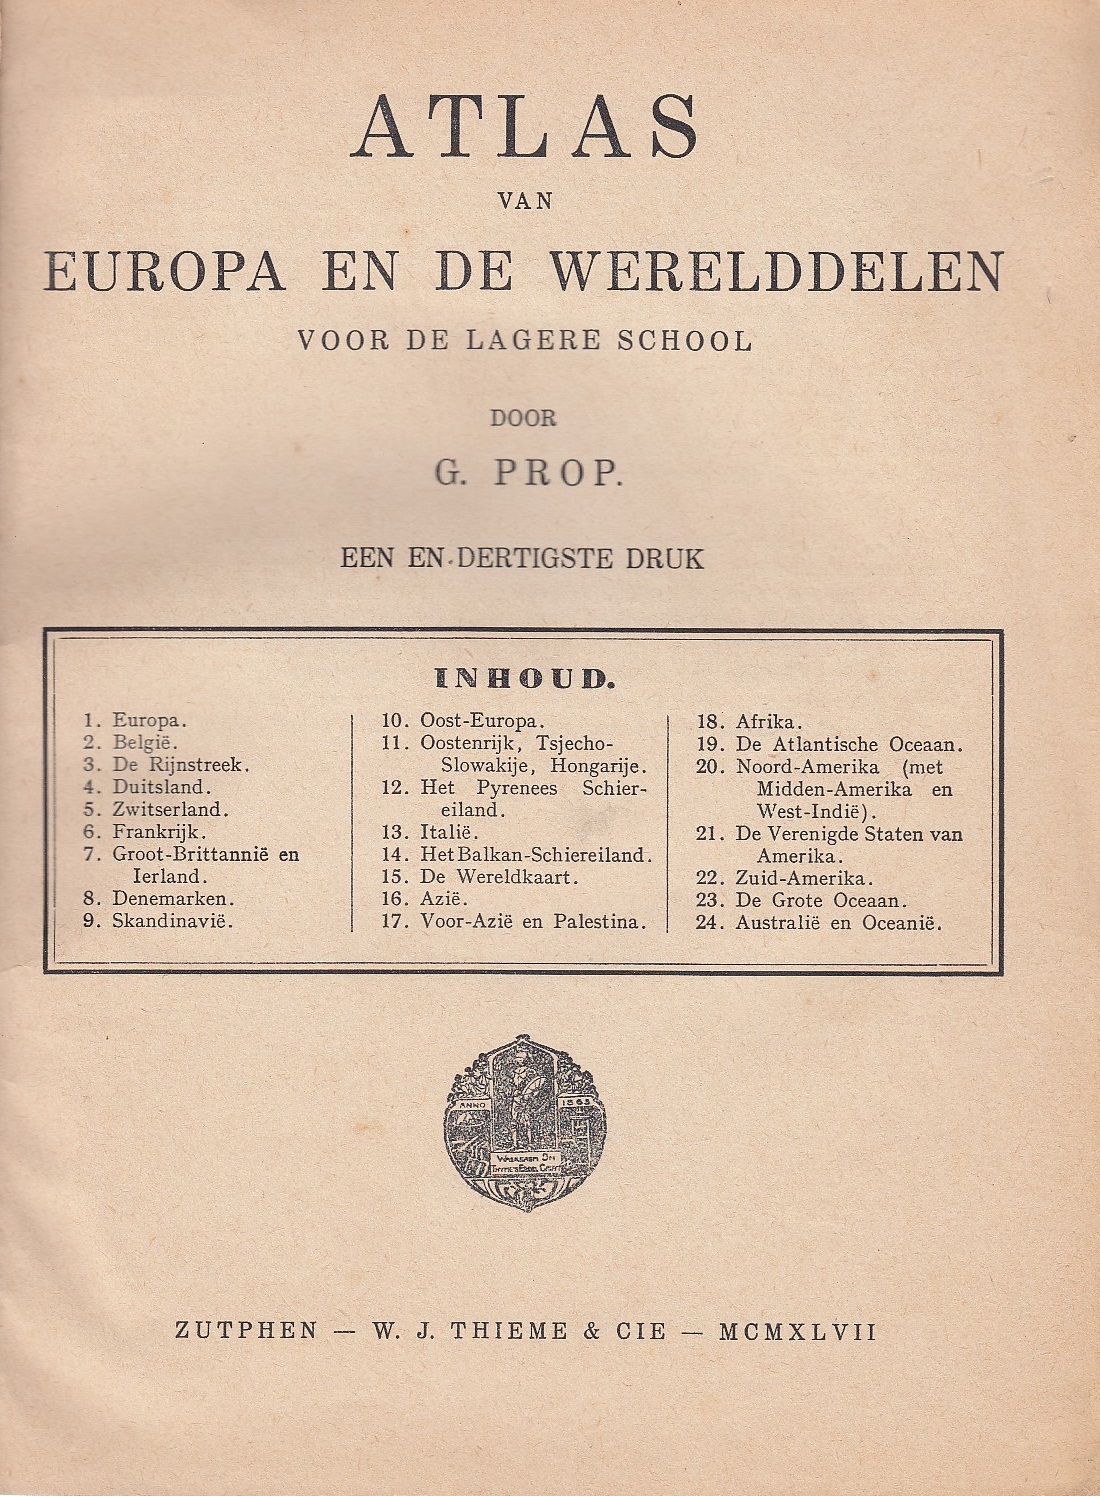 ATLAS
VAN
EUROPA EN DE WERELDDELEN
VOOR DE LAGERE SCHOOL
DOOR
G. PROP.
EEN EN DERTIGSTE DRUK
INHOUD.
1. Europa.
2. België.
3. De Rijnstreek.
4. Duitsland.
5. Zwitserland.
6. Frankrijk.
7. Groot-Brittannië en
Ierland.
8. Denemarken.
9. Skandinavië.
10. Oost-Europa.
11. Oostenrijk, Tsjecho-
Slowakije, Hongarije.
12. Het Pyrenees Schier-
eiland.
13. Italië.
14. Het Balkan-Schiereiland.
15. De Wereldkaart.
16. Azië.
17. Voor-Azië en Palestina.
18. Afrika.
19. De Atlantische Oceaan.
20. Noord-Amerika (met
Midden-Amerika en
West-Indië).
21. De Verenigde Staten van
Amerika.
22. Zuid-Amerika.
23. De Grote Oceaan.
24. Australië en Oceanië.
ANNO 1863
ZUTPHEN — W. J. THIEME & CIE — MCMXLVII